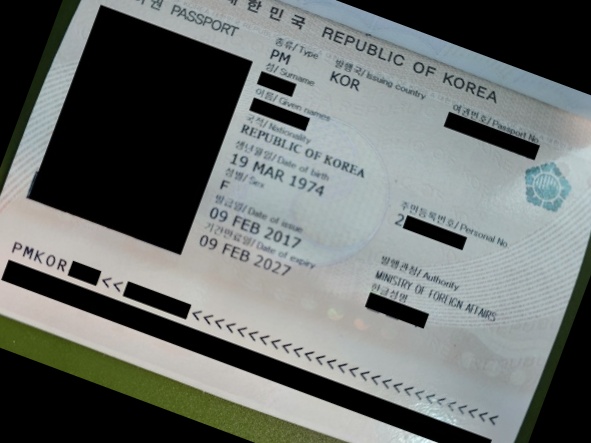 여권 PASSPORT 대한민국 REPUBLIC OF KOREA
종류/Type 발행국/Issuing country 여권번호/Passport No.
PM KOR
성/Surname
이름/Given names
국적/Nationality
REPUBLIC OF KOREA
생년월일/Date of birth
19 MAR 1974
성별/Sex 주민등록번호/Personal No.
F 2
발급일/Date of issue 발행관청/Authority
09 FEB 2017 MINISTRY OF FOREIGN AFFAIRS
기간만료일/Date of expiry 한글성명
09 FEB 2027
PMKOR<<<<<<<<<<<<<<<<<<<<<<<<<<<<<<